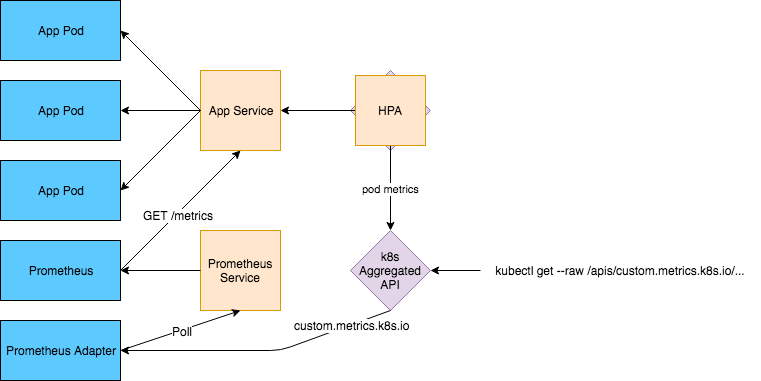 App Pod
App Pod
App Service
HPA
App Pod
pod metrics
GET /metrics
Prometheus
Prometheus
Service
k8s
Aggregated
API
kubectl get --raw /apis/custom.metrics.k8s.io/...
Poll
custom.metrics.k8s.io
Prometheus Adapter